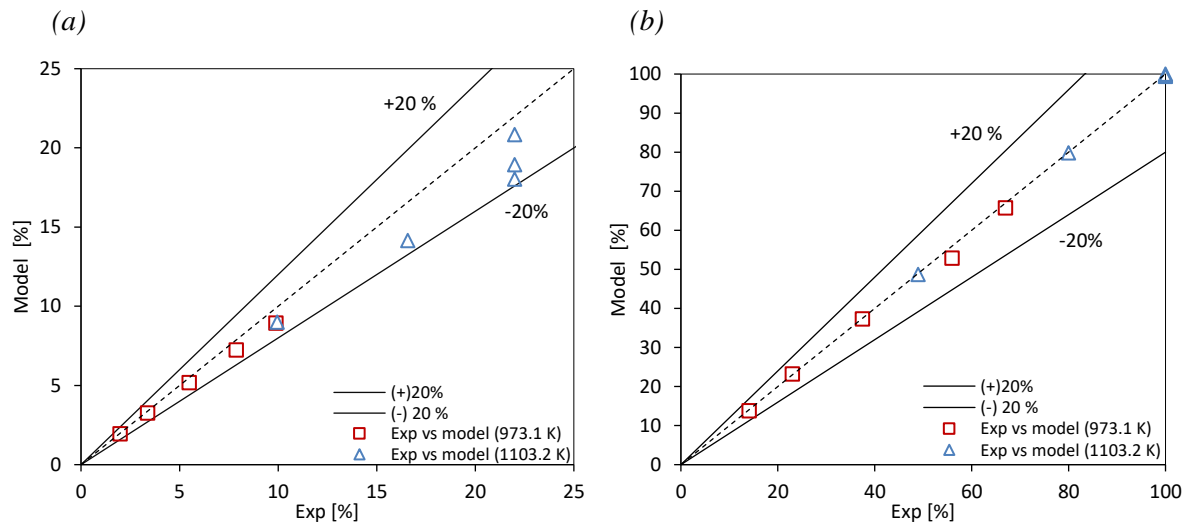 (a)
25
20
15
10
5
0
0 5 10 15 20 25
Model [%]
Exp [%]
+20 %
-20%
(+)20%
(-) 20 %
Exp vs model (973.1 K)
Exp vs model (1103.2 K)
(b)
100
90
80
70
60
50
40
30
20
10
0
0 20 40 60 80 100
Model [%]
Exp [%]
+20 %
-20%
(+)20%
(-) 20 %
Exp vs model (973.1 K)
Exp vs model (1103.2 K)